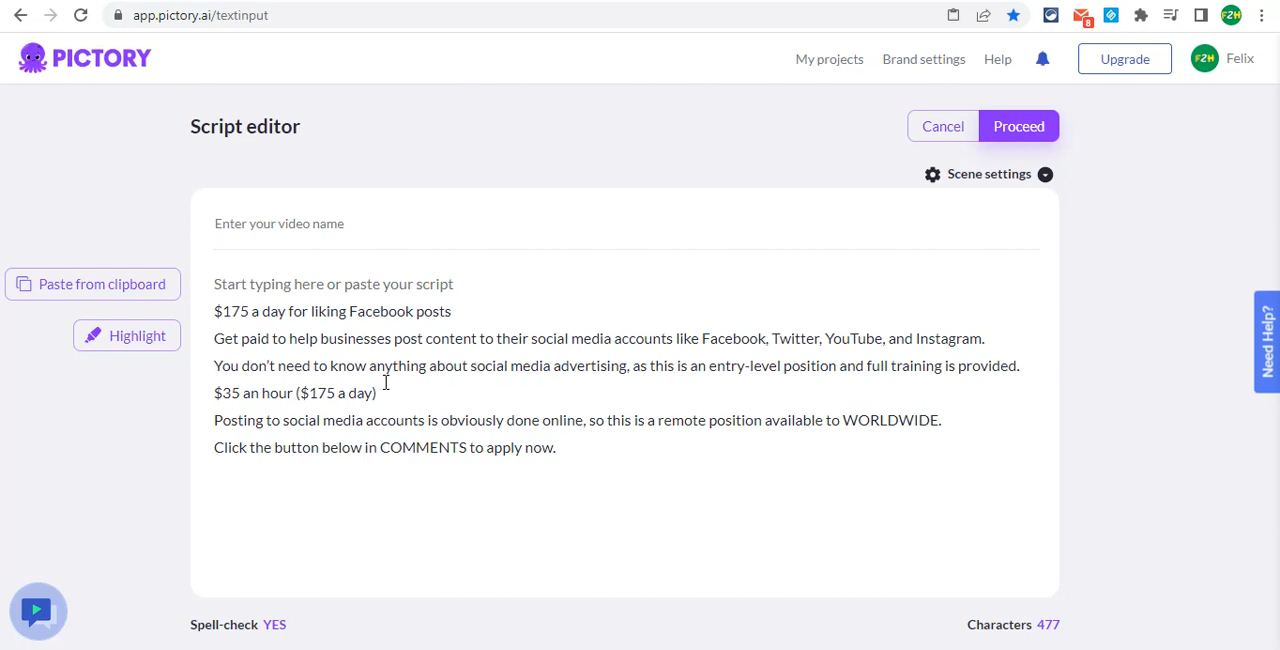 app.pictory.ai/textinput
8
F2H
PICTORY
My projects
Brand settings
Help
Upgrade
F2H
Felix
Script editor
Cancel
Proceed
Scene settings
Enter your video name
Paste from clipboard
Highlight
Start typing here or paste your script
$175 a day for liking Facebook posts
Get paid to help businesses post content to their social media accounts like Facebook, Twitter, YouTube, and Instagram.
You don’t need to know anything about social media advertising, as this is an entry-level position and full training is provided.
$35 an hour ($175 a day)
Posting to social media accounts is obviously done online, so this is a remote position available to WORLDWIDE.
Click the button below in COMMENTS to apply now.
Need Help?
Spell-check YES
Characters 477